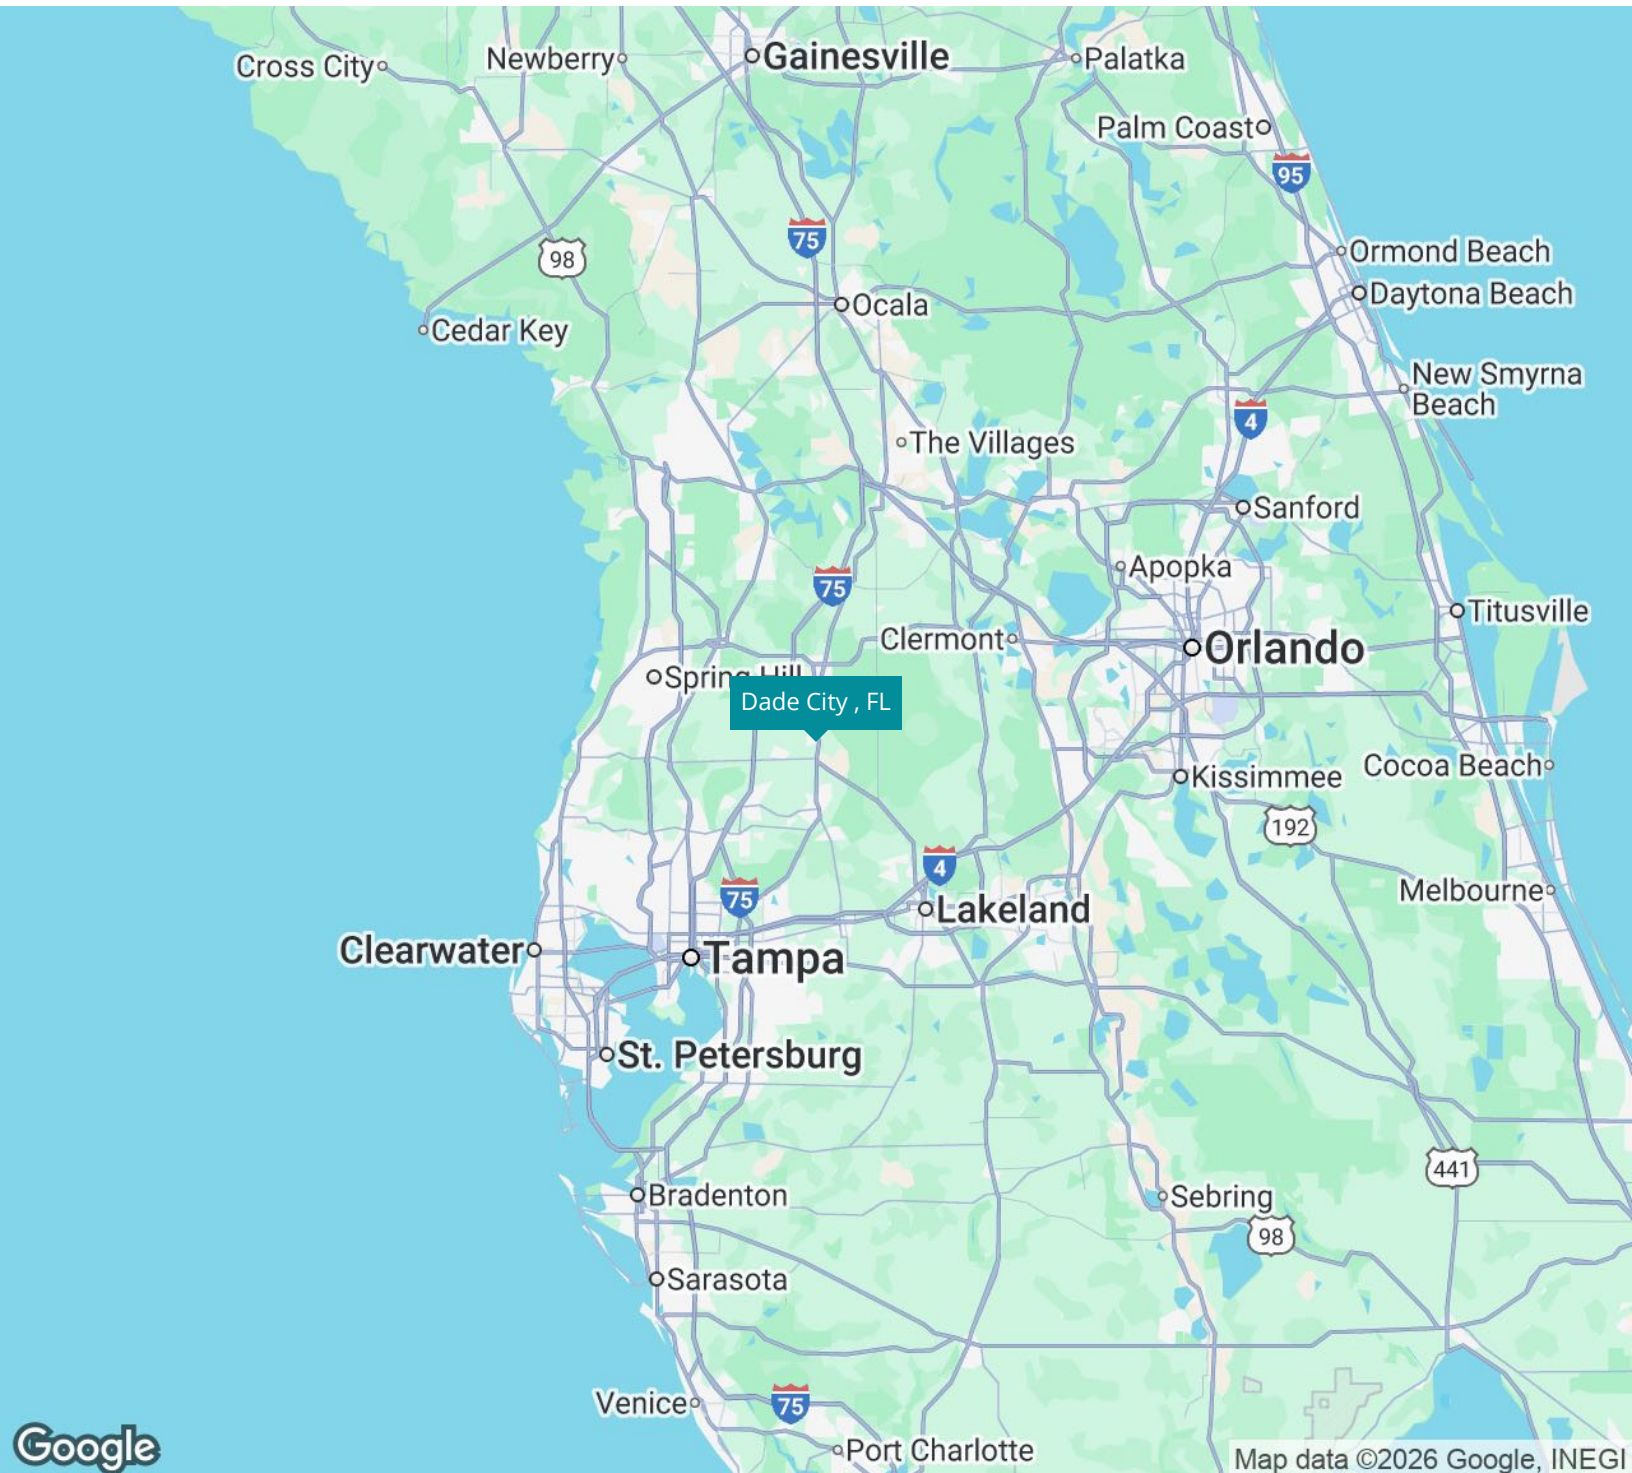 Cross City
Newberry
Gainesville
Palatka
Palm Coast
95
75
98
Ormond Beach
Daytona Beach
Ocala
Cedar Key
New Smyrna
Beach
4
The Villages
Sanford
Apopka
75
Titusville
Clermont
Orlando
Spring Hill
Dade City , FL
Kissimmee
Cocoa Beach
192
4
75
Melbourne
Lakeland
Clearwater
Tampa
St. Petersburg
441
Bradenton
Sebring
98
Sarasota
Venice
75
Port Charlotte
Google
Map data ©2026 Google, INEGI